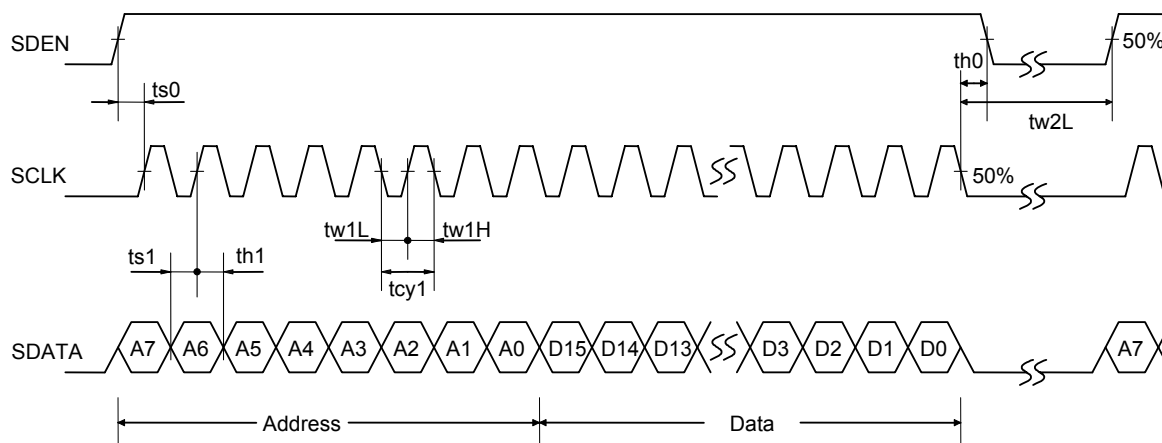 SDEN
50%
th0
ts0
tw2L
SCLK
50%
tw1L
tw1H
ts1
th1
tcy1
SDATA
A7 A6 A5 A4 A3 A2 A1 A0 D15 D14 D13 D3 D2 D1 D0 A7
Address
Data